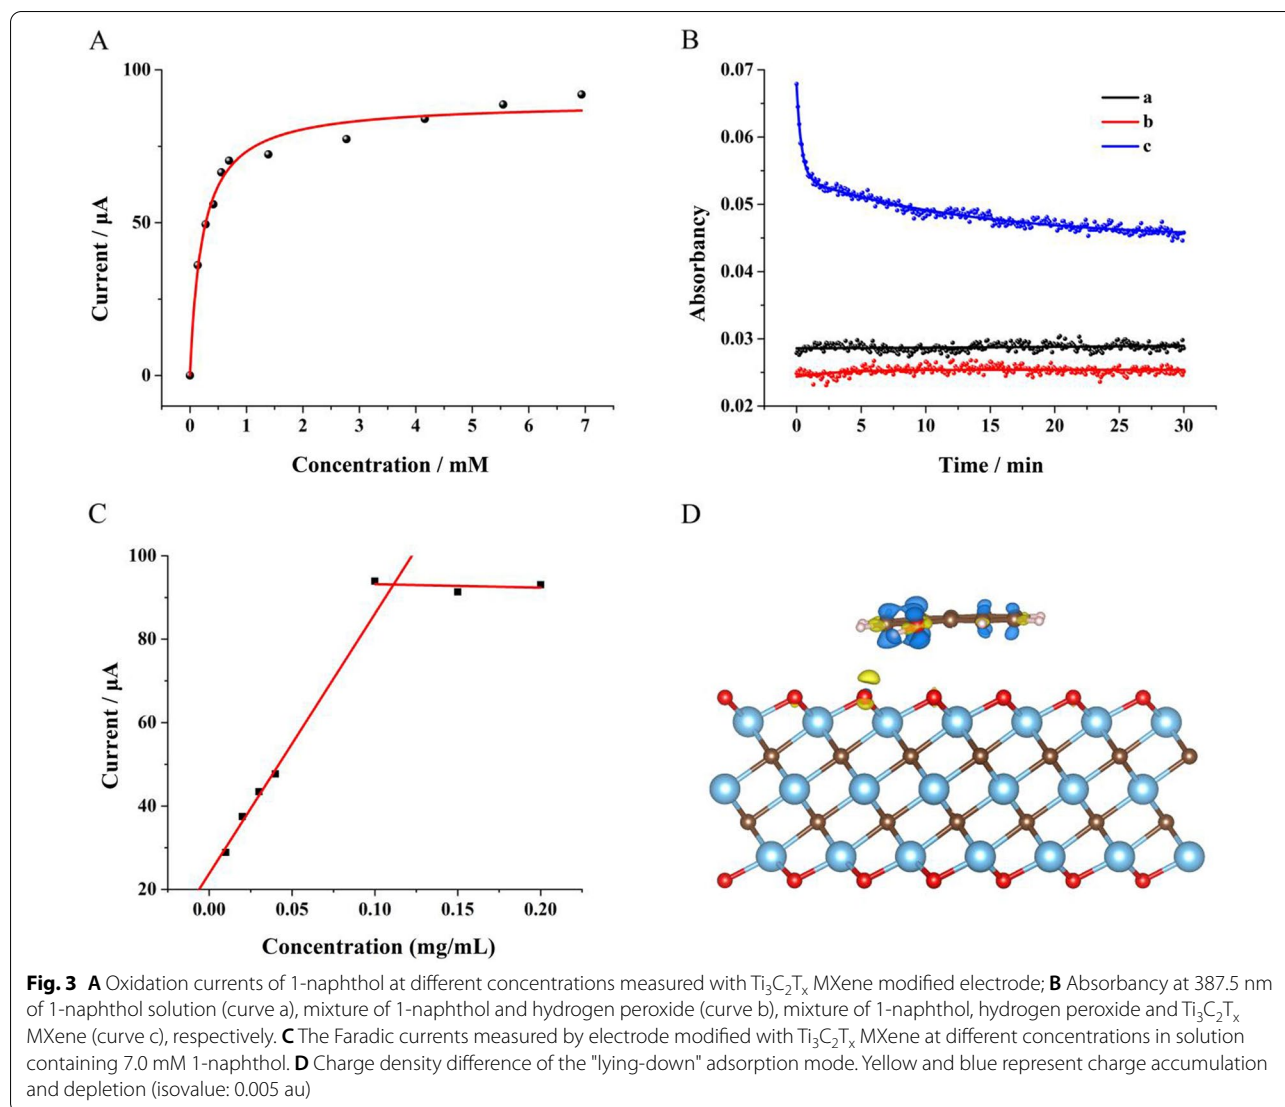 A
100
50
0
Current / µA
0 1 2 3 4 5 6 7
Concentration / mM
B
0.07
0.06
0.05
0.04
0.03
0.02
Absorbancy
a
b
c
0 5 10 15 20 25 30
Time / min
C
100
80
60
40
20
Current / µA
0.00 0.05 0.10 0.15 0.20
Concentration (mg/mL)
D
Fig. 3 A Oxidation currents of 1-naphthol at different concentrations measured with Ti₃C₂Tₓ MXene modified electrode; B Absorbancy at 387.5 nm
of 1-naphthol solution (curve a), mixture of 1-naphthol and hydrogen peroxide (curve b), mixture of 1-naphthol, hydrogen peroxide and Ti₃C₂Tₓ
MXene (curve c), respectively. C The Faradic currents measured by electrode modified with Ti₃C₂Tₓ MXene at different concentrations in solution
containing 7.0 mM 1-naphthol. D Charge density difference of the "lying-down" adsorption mode. Yellow and blue represent charge accumulation
and depletion (isovalue: 0.005 au)